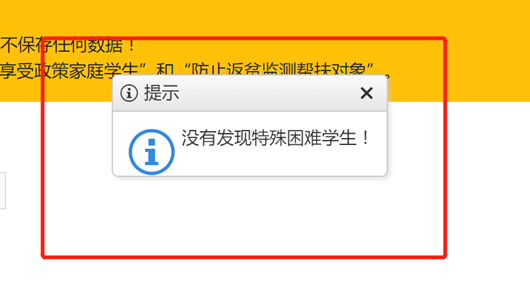 不保存任何数据！
享受政策家庭学生”和“防止返贫监测帮扶对象”。
提示
没有发现特殊困难学生！